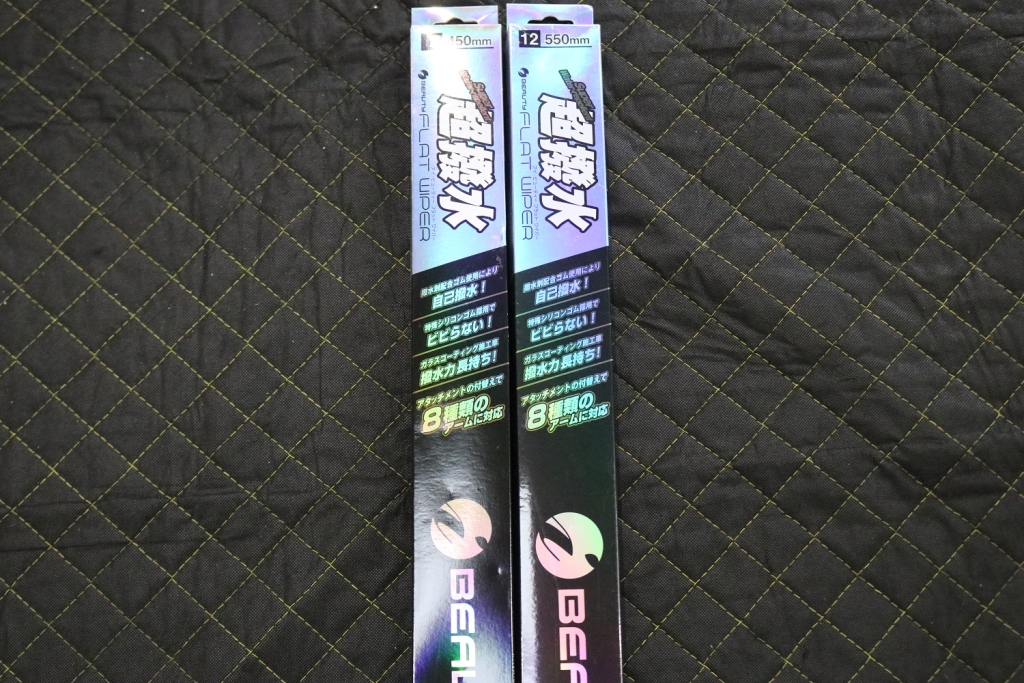 450mm
超撥水
BEAUTY FLAT WIPER
撥水剤配合ゴム使用により
自己撥水！
特殊シリコンゴム採用で
ビビらない！
ガラスコーティング施工車
撥水力長持ち！
アタッチメントの付替えで
8種類の
アームに対応
BEAU
12 550mm
超撥水
BEAUTY FLAT WIPER
撥水剤配合ゴム使用により
自己撥水！
特殊シリコンゴム採用で
ビビらない！
ガラスコーティング施工車
撥水力長持ち！
アタッチメントの付替えで
8種類の
アームに対応
BEA